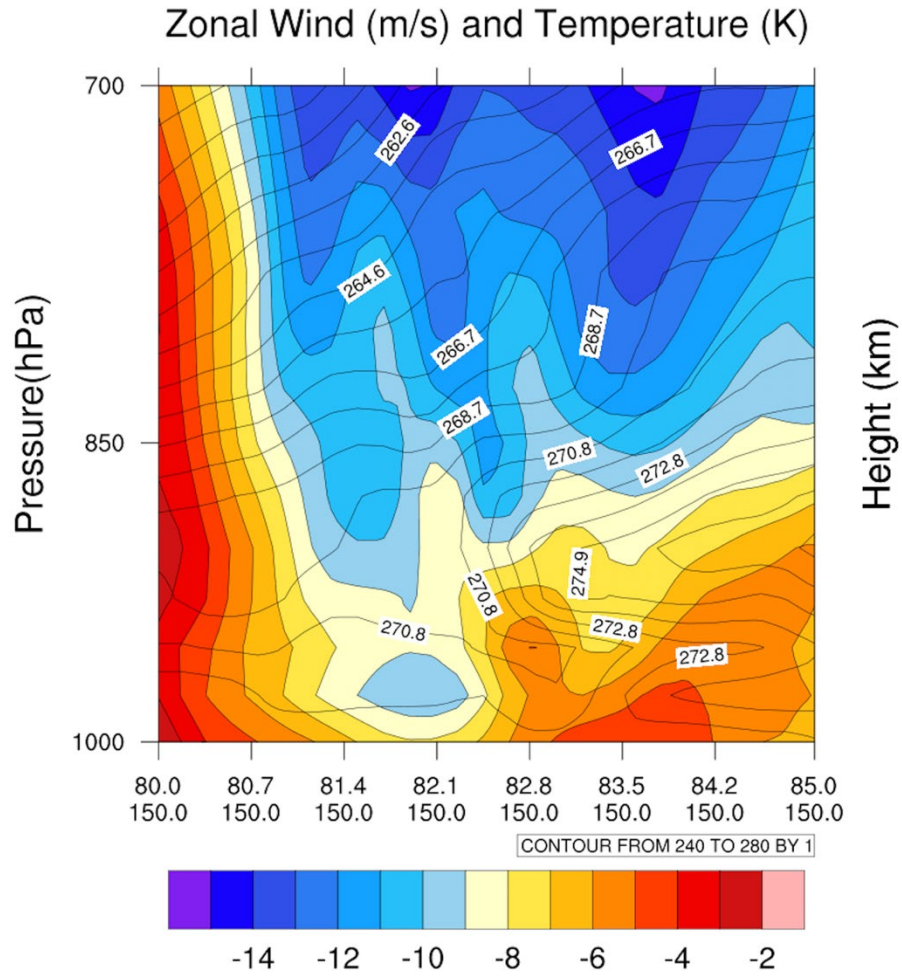 Zonal Wind (m/s) and Temperature (K)
700
850
1000
Pressure(hPa)
Height (km)
262.6
266.7
264.6
268.7
266.7
268.7
270.8
272.8
274.9
270.8
270.8
272.8
272.8
80.0 80.7 81.4 82.1 82.8 83.5 84.2 85.0
150.0 150.0 150.0 150.0 150.0 150.0 150.0 150.0
CONTOUR FROM 240 TO 280 BY 1
-14 -12 -10 -8 -6 -4 -2